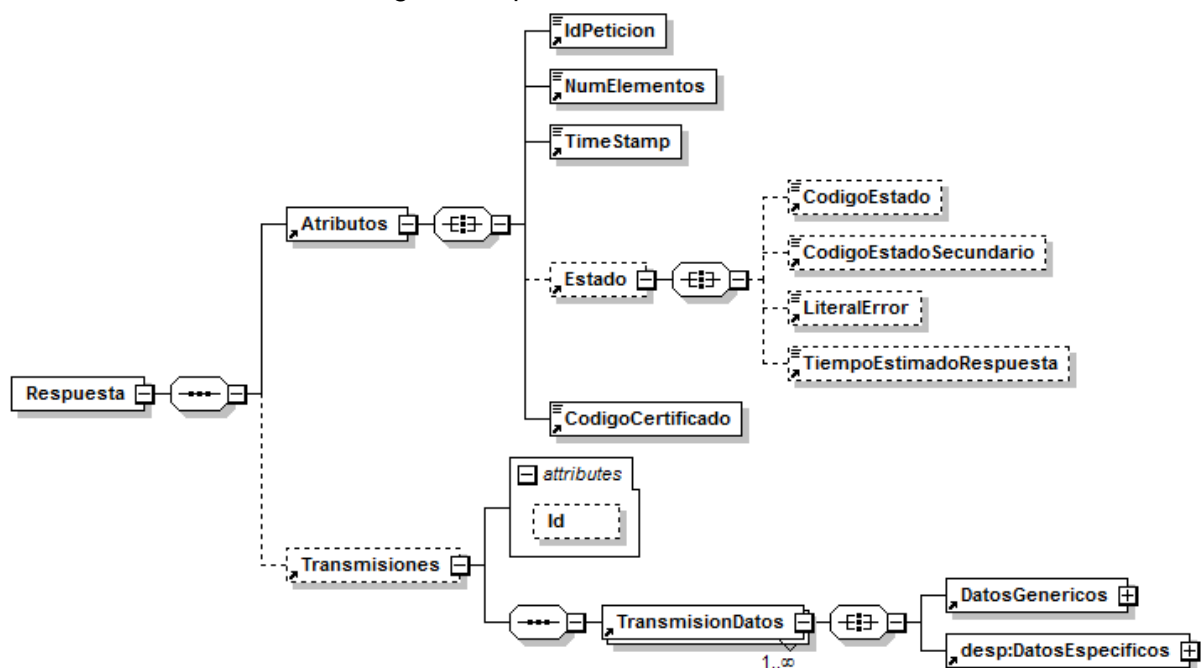 IdPeticion
NumElementos
TimeStamp
CodigoEstado
Atributos
CodigoEstadoSecundario
Estado
LiteralError
TiempoEstimadoRespuesta
Respuesta
CodigoCertificado
attributes
Id
Transmisiones
DatosGenericos
TransmisionDatos
desp:DatosEspecificos
1..∞